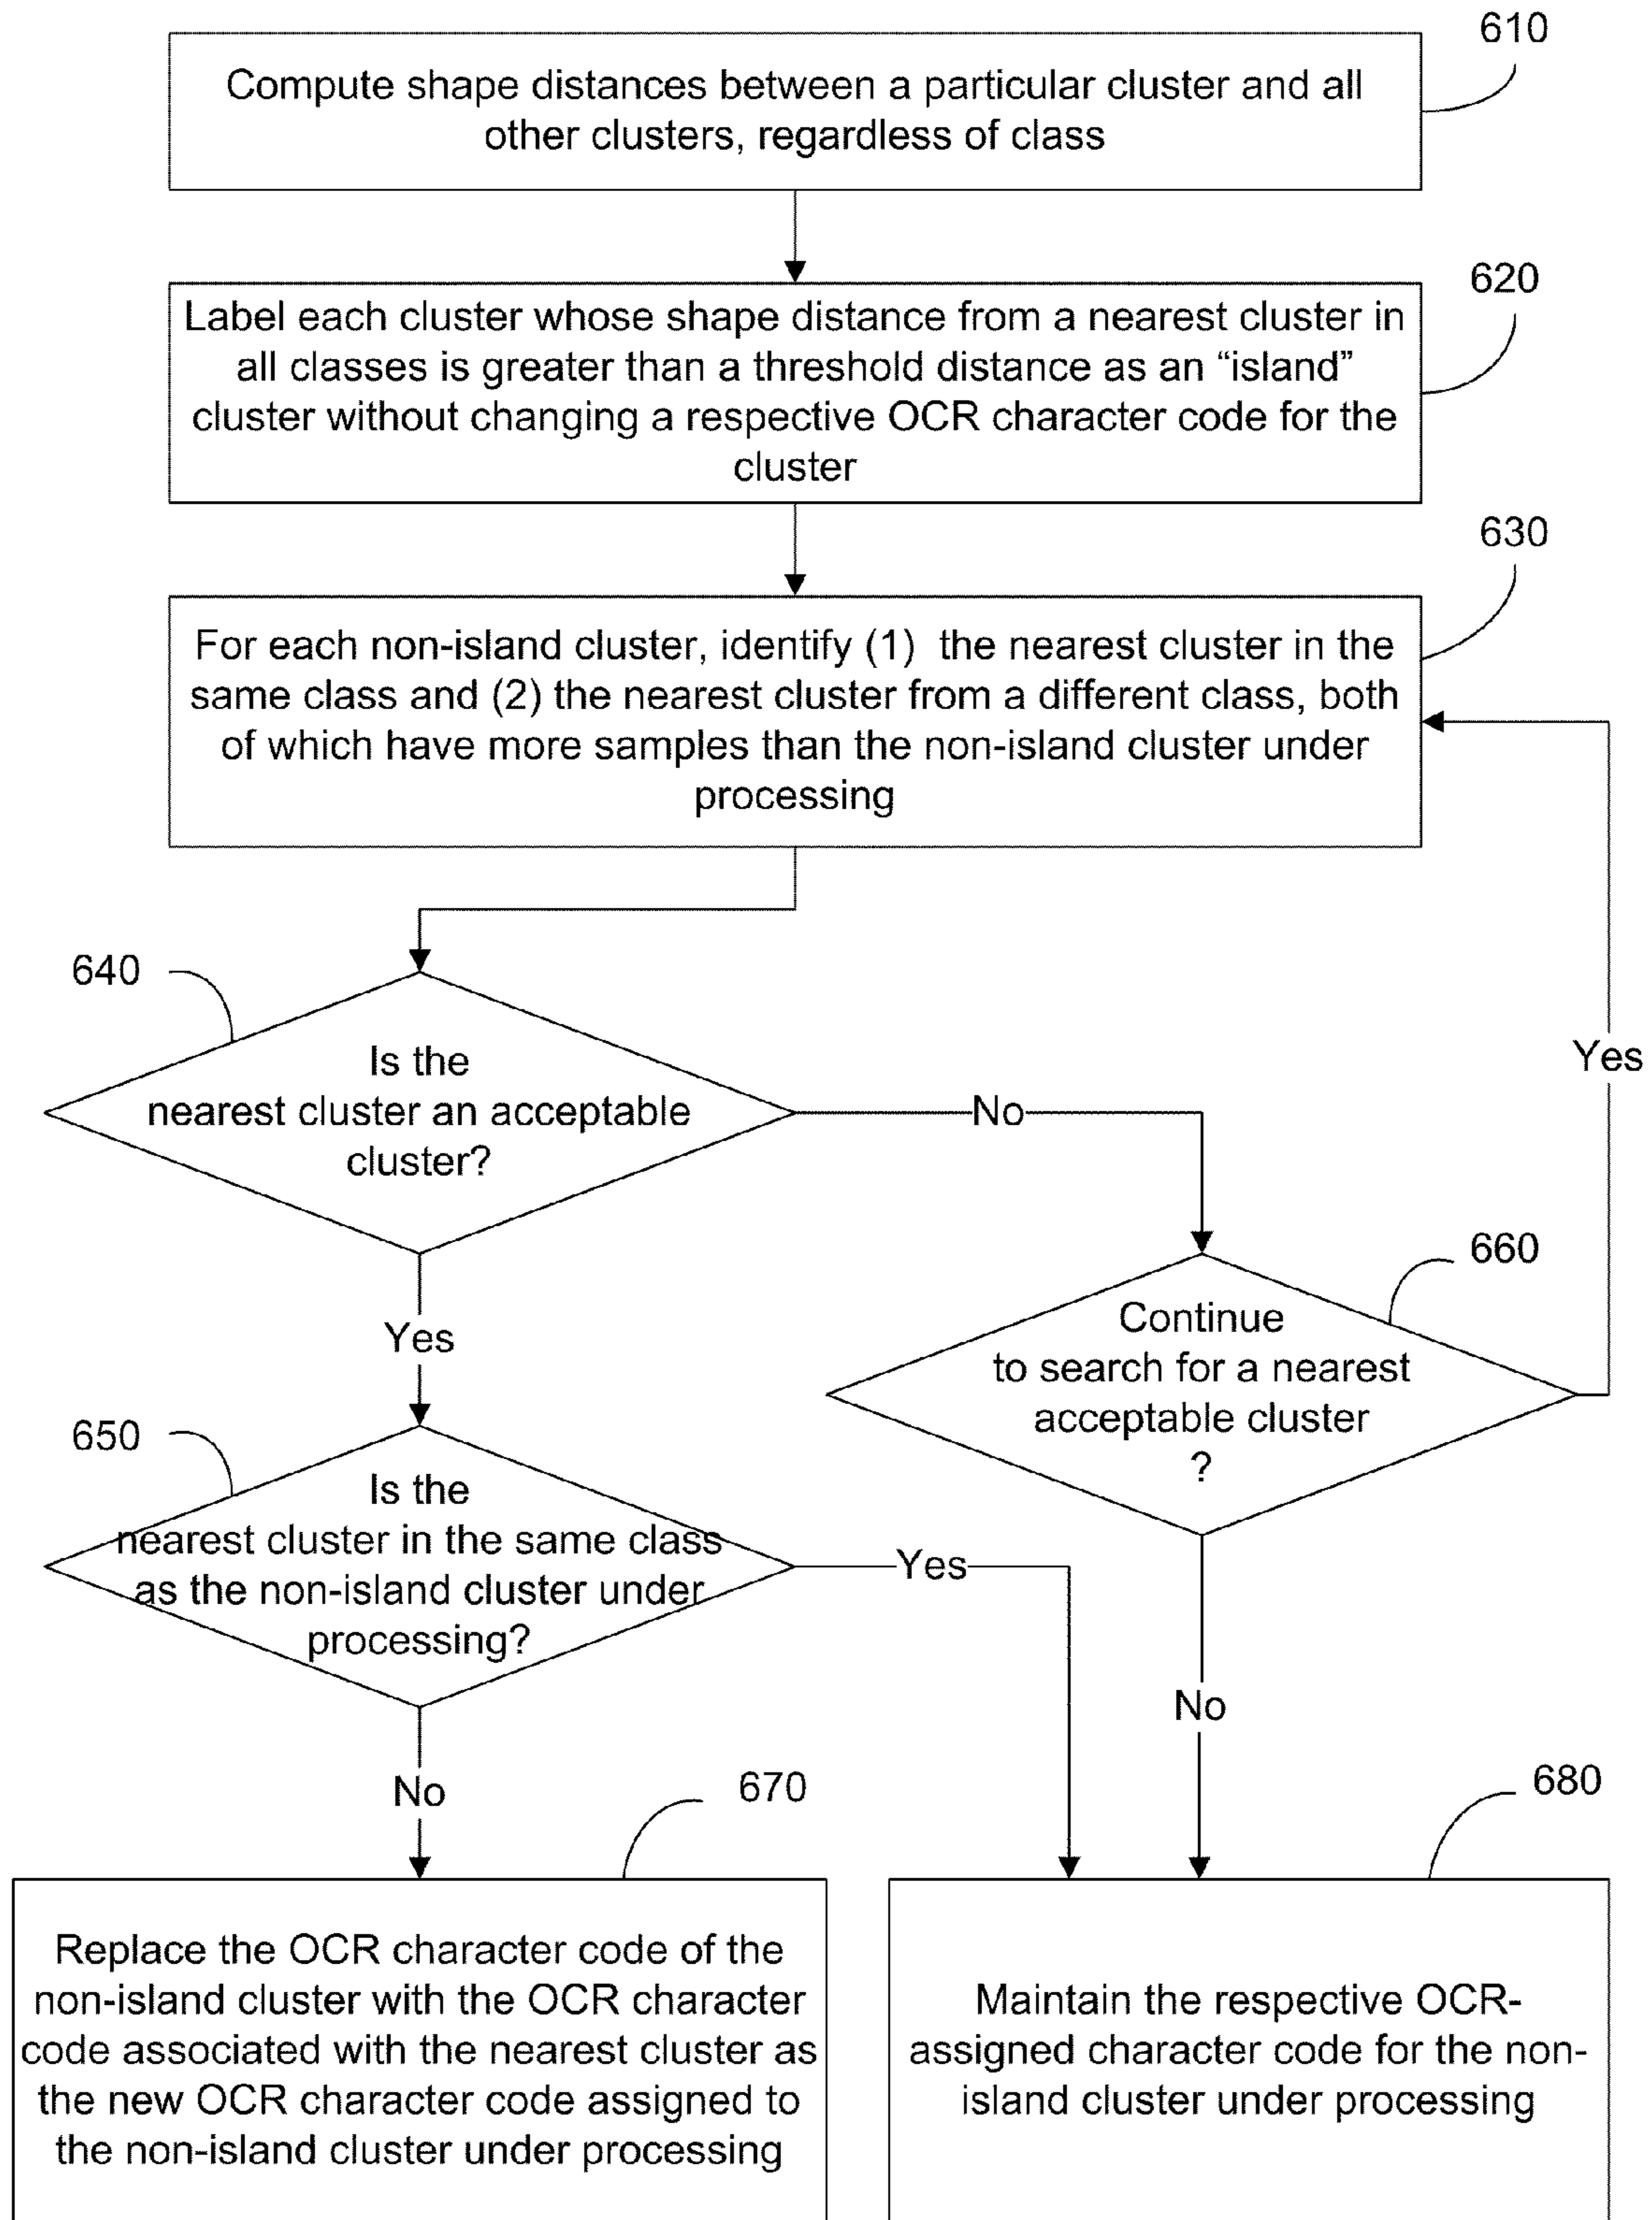 610
Compute shape distances between a particular cluster and all
other clusters, regardless of class
620
Label each cluster whose shape distance from a nearest cluster in
all classes is greater than a threshold distance as an “island”
cluster without changing a respective OCR character code for the
cluster
630
For each non-island cluster, identify (1) the nearest cluster in the
same class and (2) the nearest cluster from a different class, both
of which have more samples than the non-island cluster under
processing
640
Is the
nearest cluster an acceptable
cluster?
No
Yes
Yes
660
Continue
to search for a nearest
acceptable cluster
?
650
Is the
nearest cluster in the same class
as the non-island cluster under
processing?
Yes
No
No
670
Replace the OCR character code of the
non-island cluster with the OCR character
code associated with the nearest cluster as
the new OCR character code assigned to
the non-island cluster under processing
680
Maintain the respective OCR-
assigned character code for the non-
island cluster under processing